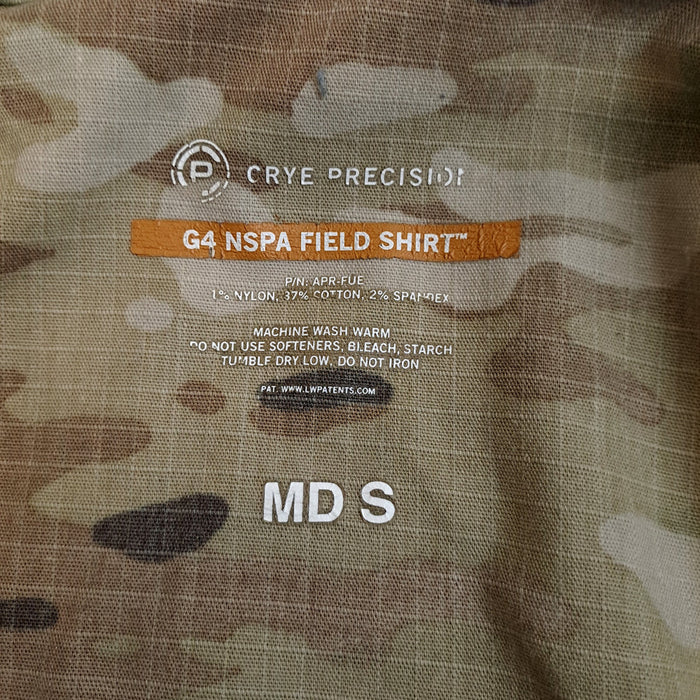 P CRYE PRECISION
G4 NSPA FIELD SHIRT™
P/N: APR-FUE
NYLON, 37% COTTON, 2% SPANDEX
MACHINE WASH WARM
DO NOT USE SOFTENERS, BLEACH, STARCH
TUMBLE DRY LOW, DO NOT IRON
PAT. WWW.LWPATENTS.COM
MD S